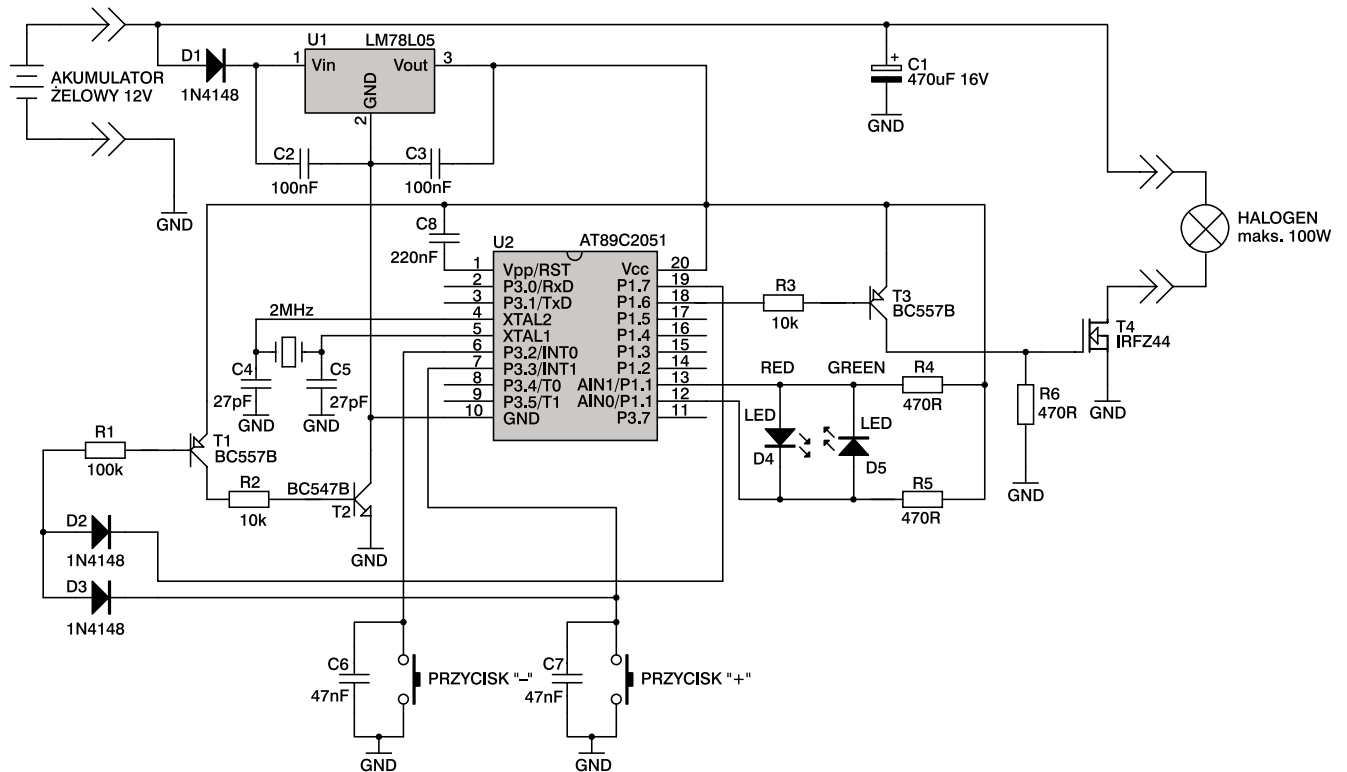 U1 LM78L05
D1 1 Vin Vout 3
GND
2
1N4148
AKUMULATOR
ŻELOWY 12V
+
C1
470uF 16V
GND
C2
100nF
C3
100nF
GND
HALOGEN
maks. 100W
C8
220nF
U2 AT89C2051
1 Vpp/RST Vcc 20
2 P3.0/RxD P1.7 19
3 P3.1/TxD P1.6 18
4 XTAL2 P1.5 17
5 XTAL1 P1.4 16
6 P3.2/INT0 P1.3 15
7 P3.3/INT1 P1.2 14
8 P3.4/T0 AIN1/P1.1 13
9 P3.5/T1 AIN0/P1.1 12
10 GND P3.7 11
2MHz
C4
27pF
GND
C5
27pF
GND
R3
10k
T3
BC557B
T4
IRFZ44
GND
R6
470R
GND
RED GREEN
LED
D4
LED
D5
R4
470R
R5
470R
R1
100k
T1
BC557B
R2
10k
BC547B
T2
GND
D2
1N4148
D3
1N4148
C6
47nF
PRZYCISK "–"
GND
C7
47nF
PRZYCISK "+"
GND